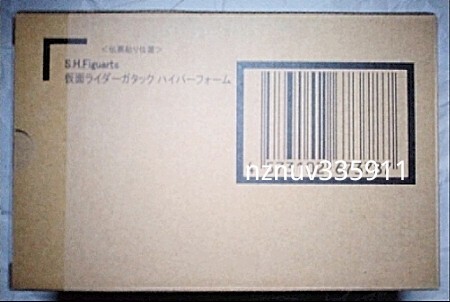 <伝票貼り位置>
S.H.Figuarts
仮面ライダーガタック ハイパーフォーム
nznuv335911